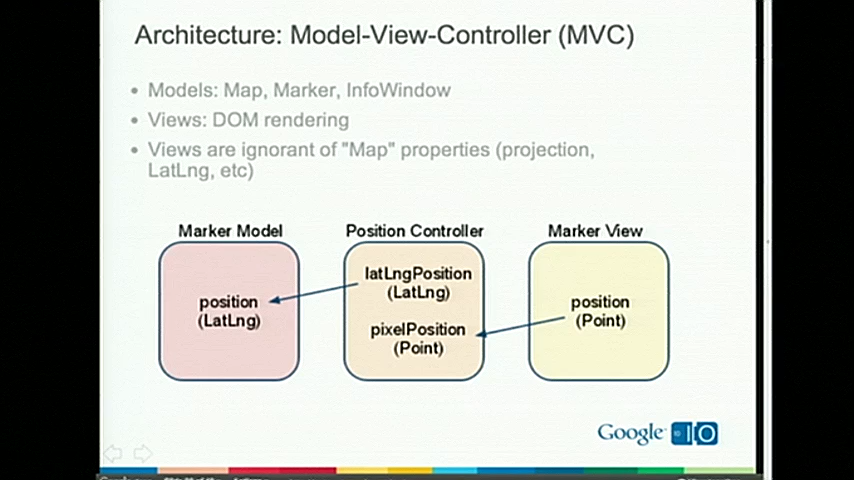 Architecture: Model-View-Controller (MVC)
• Models: Map, Marker, InfoWindow
• Views: DOM rendering
• Views are ignorant of "Map" properties (projection,
LatLng, etc)
Marker Model
Position Controller
Marker View
position
(LatLng)
latLngPosition
(LatLng)
pixelPosition
(Point)
position
(Point)
Google IO